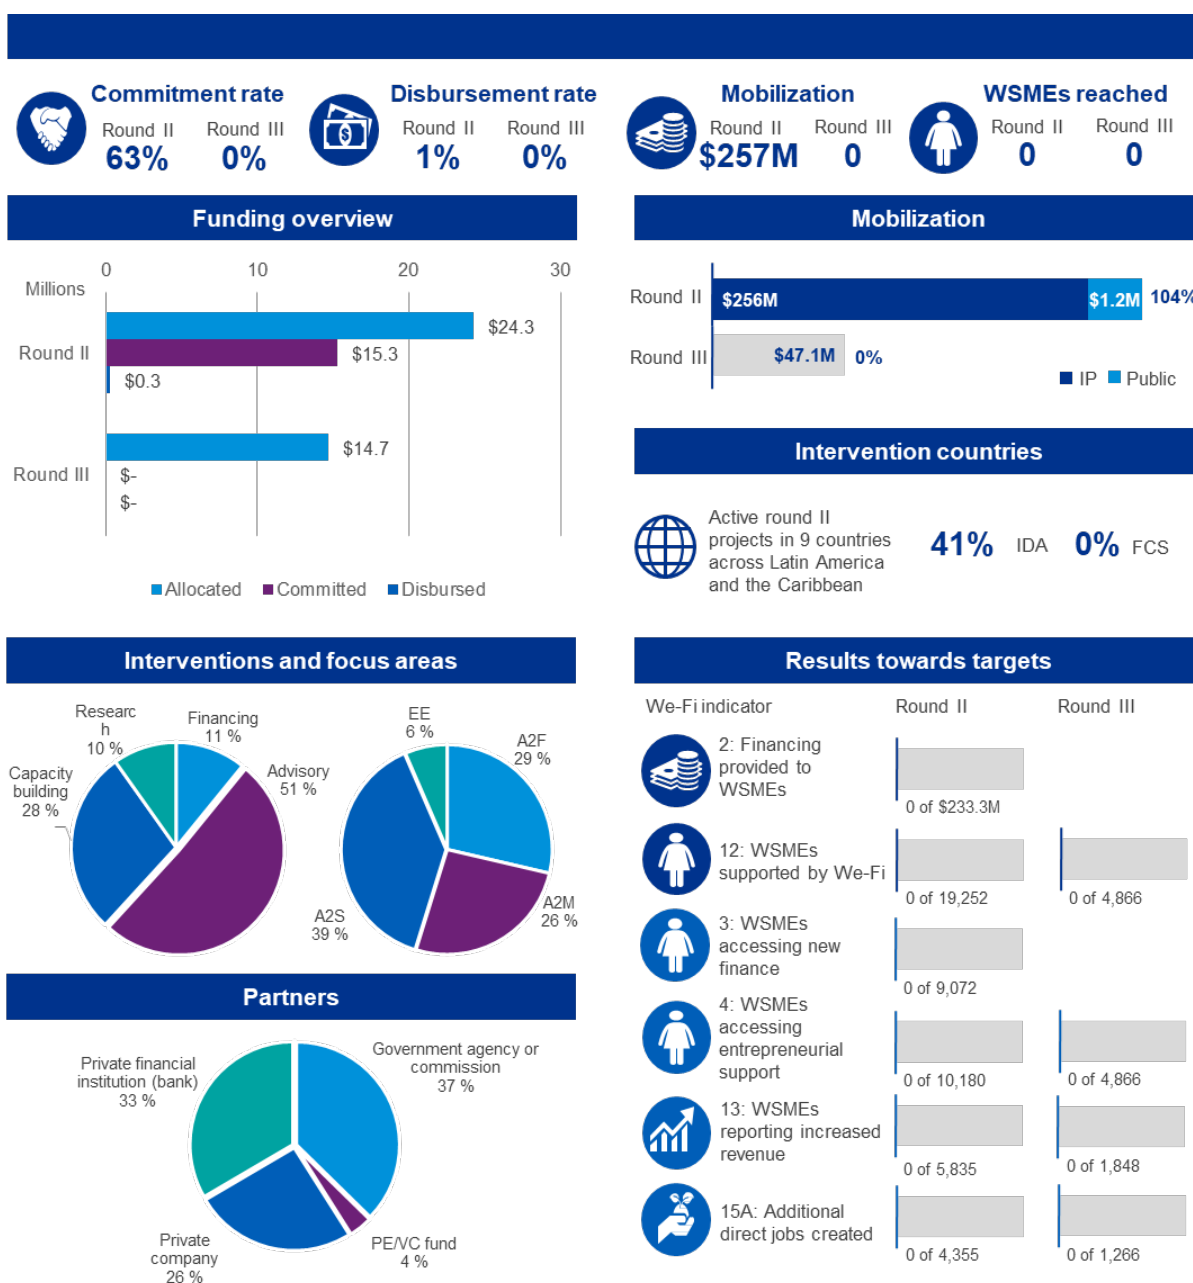 Commitment rate
Round II
Round III
63%
0%
Disbursement rate
Round II
Round III
1%
0%
Mobilization
Round II
Round III
$257M
0
WSMEs reached
Round II
Round III
0
0
Funding overview
0
10
20
30
Millions
Round II
$24.3
$15.3
$0.3
Round III
$14.7
$-
$-
Allocated
Committed
Disbursed
Mobilization
Round II
$256M
$1.2M
104%
Round III
$47.1M
0%
IP
Public
Intervention countries
Active round II
projects in 9 countries
across Latin America
and the Caribbean
41% IDA
0% FCS
Interventions and focus areas
Researc
h
10 %
Financing
11 %
Advisory
51 %
Capacity
building
28 %
EE
6 %
A2F
29 %
A2M
26 %
A2S
39 %
Partners
Private financial
institution (bank)
33 %
Government agency or
commission
37 %
PE/VC fund
4 %
Private
company
26 %
Results towards targets
We-Fi indicator
Round II
Round III
2: Financing
provided to
WSMEs
0 of $233.3M
12: WSMEs
supported by We-Fi
0 of 19,252
0 of 4,866
3: WSMEs
accessing new
finance
0 of 9,072
4: WSMEs
accessing
entrepreneurial
support
0 of 10,180
0 of 4,866
13: WSMEs
reporting increased
revenue
0 of 5,835
0 of 1,848
15A: Additional
direct jobs created
0 of 4,355
0 of 1,266